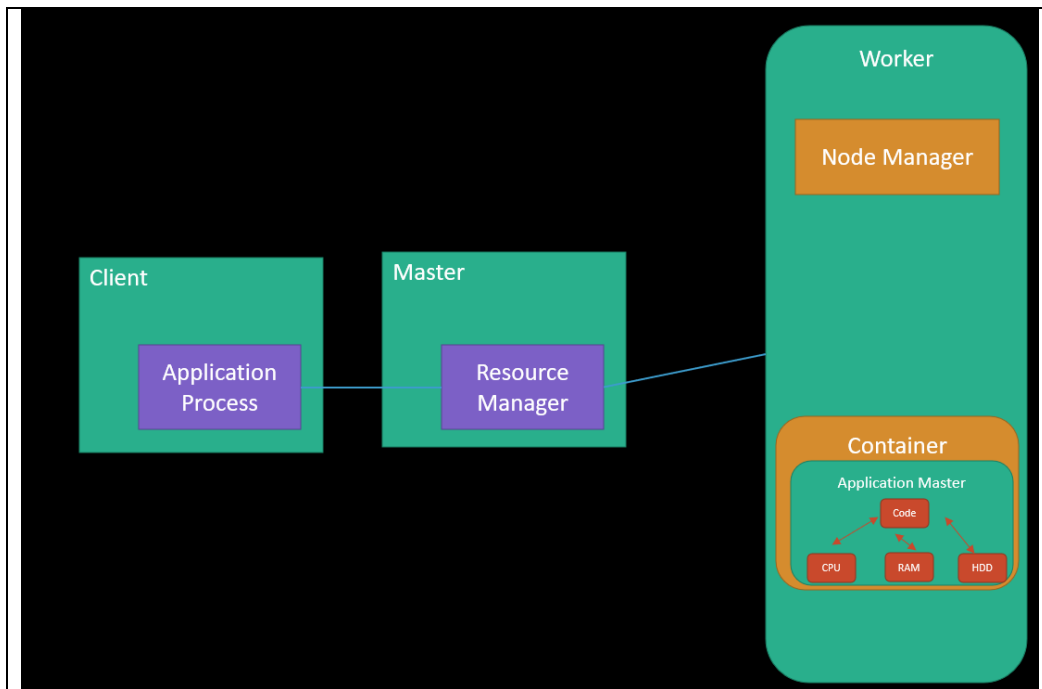 Client
Application
Process
Master
Resource
Manager
Worker
Node Manager
Container
Application Master
Code
CPU
RAM
HDD